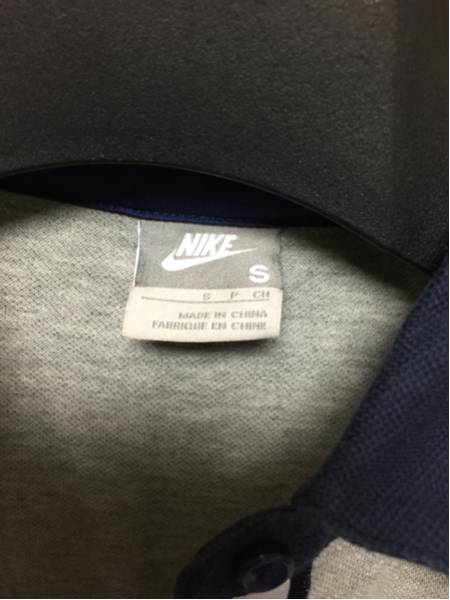 NIKE
S
S P CH
MADE IN CHINA
FABRIQUE EN CHINE